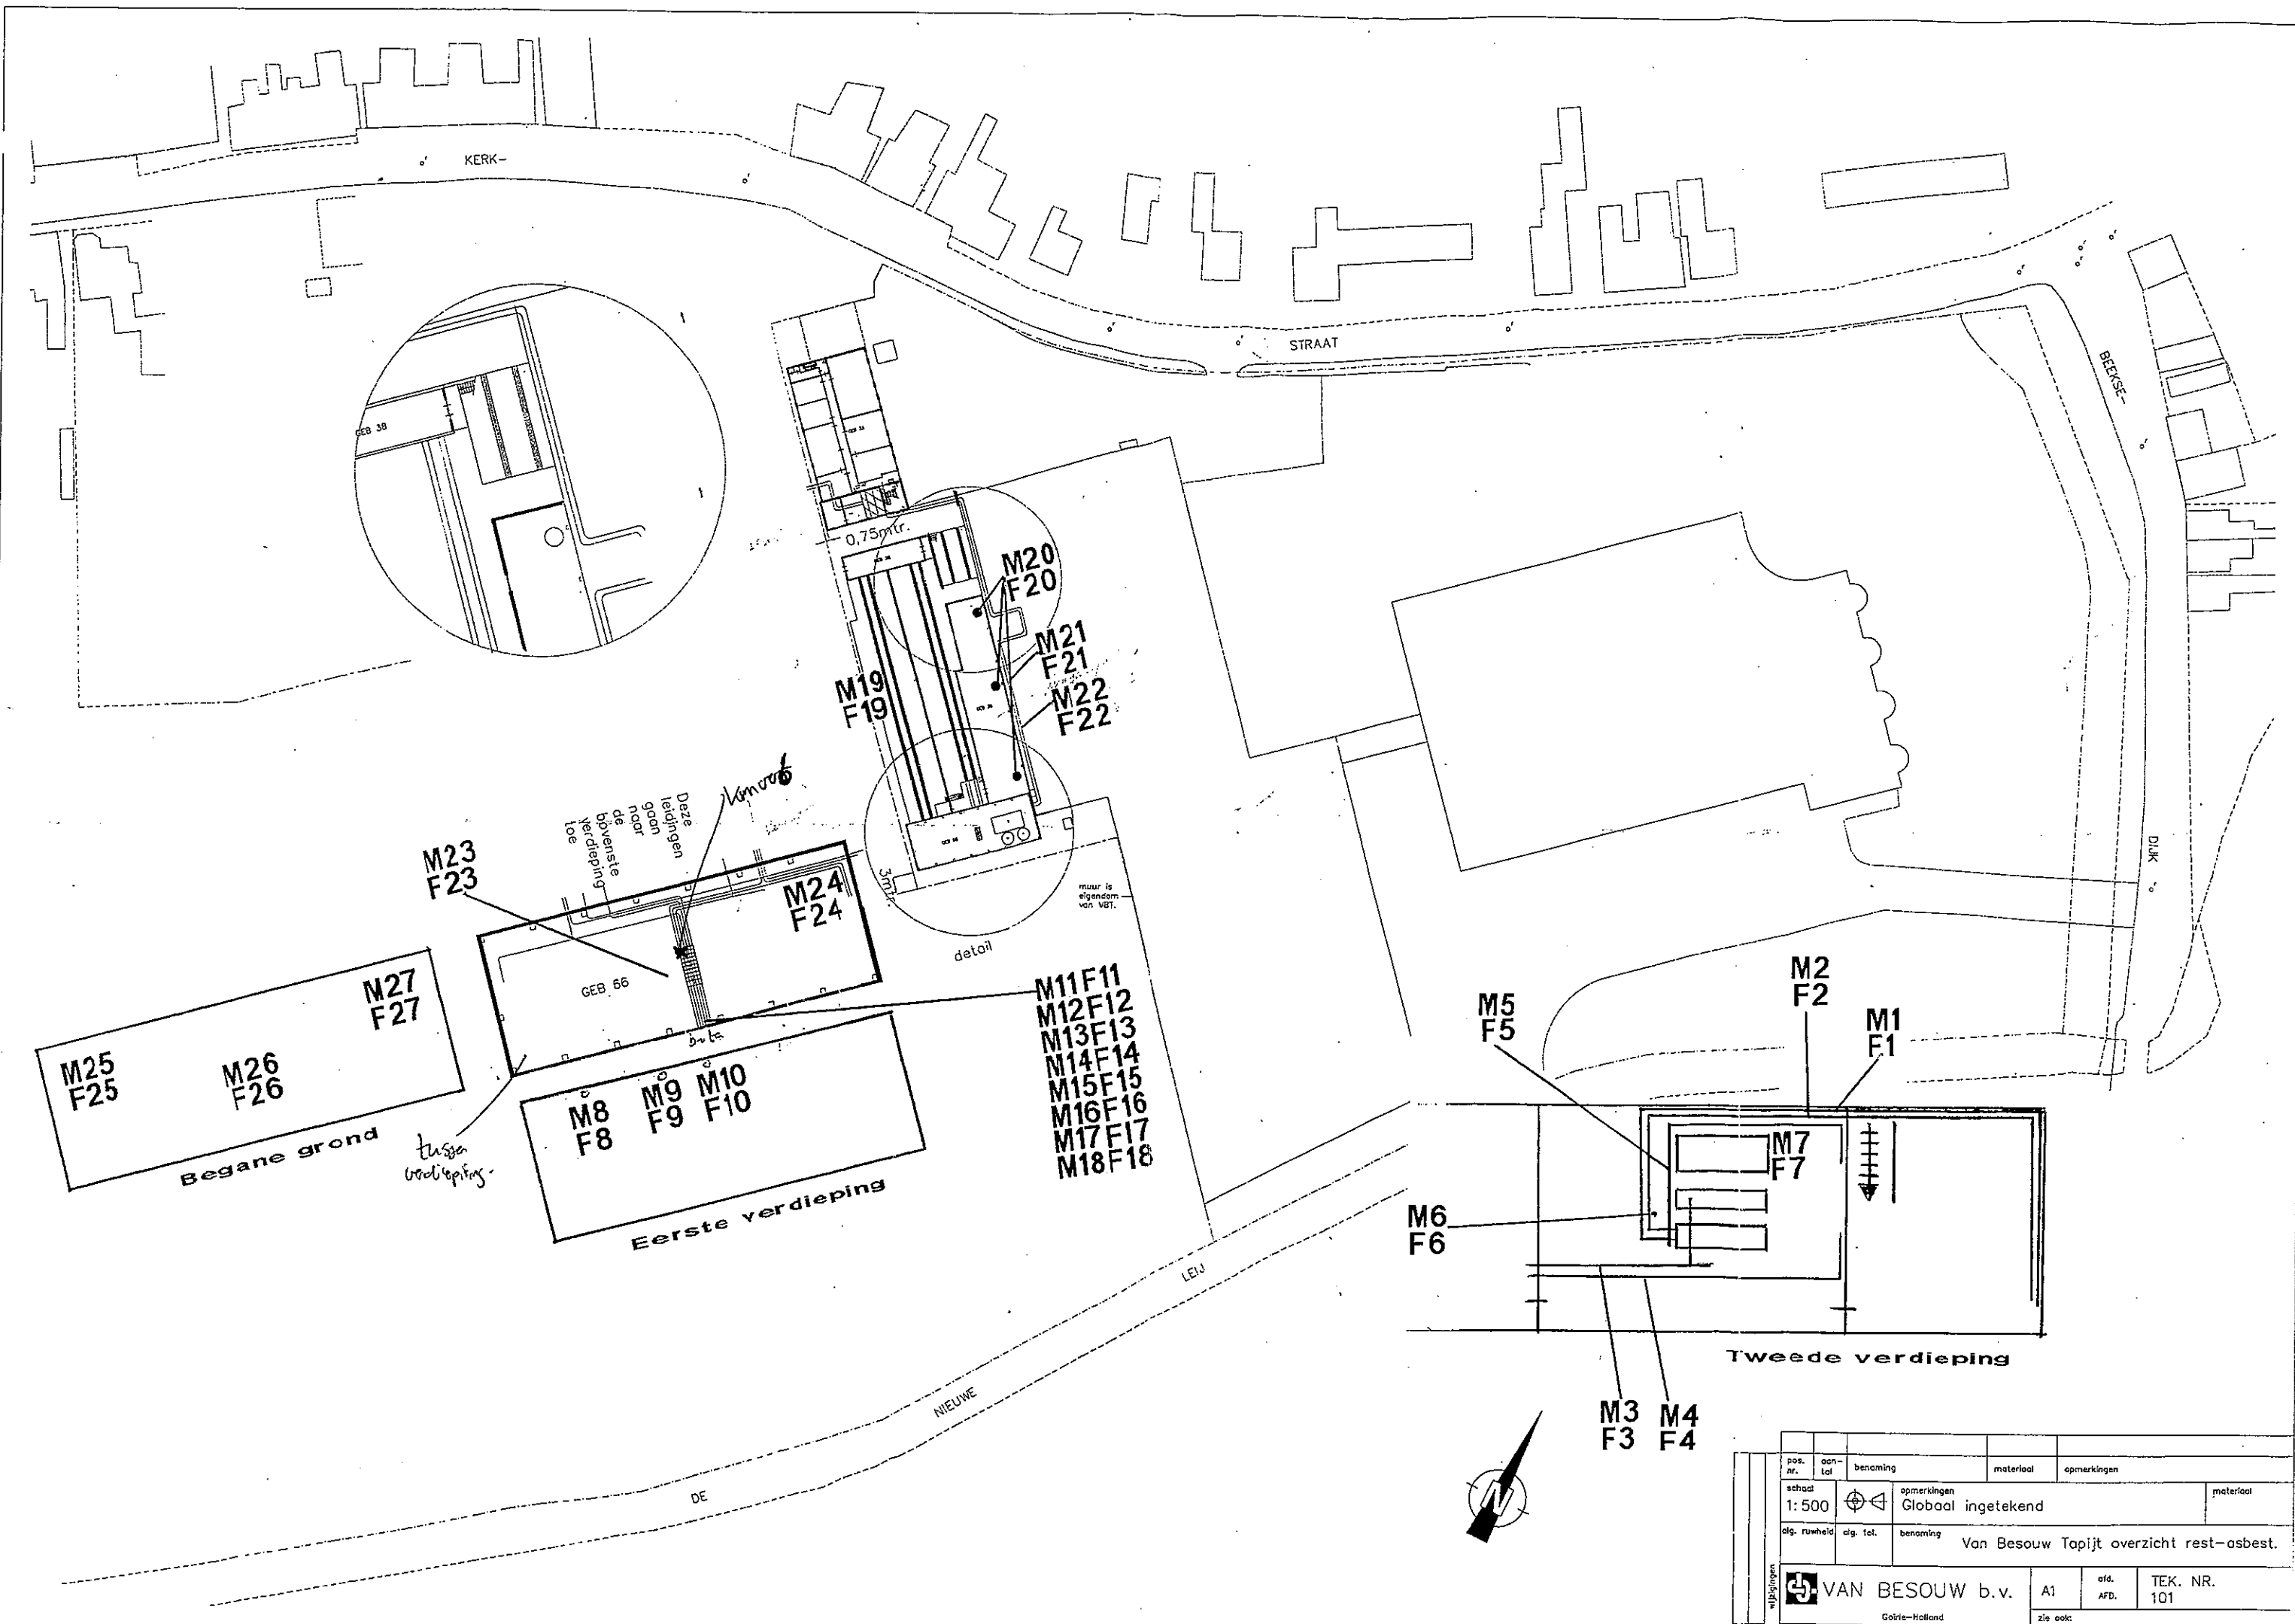 KERK-
STRAAT
BEEKSE-
DIJK
GEB 38
0,75mtr.
M20
F20
M21
F21
M22
F22
M19
F19
Deze
leidingen
gaan
naar
de
bovenste
verdieping
toe
M23
F23
M24
F24
3mtr.
muur is
eigendom
van VBT.
detail
GEB 66
M27
F27
M25
F25
M26
F26
Begane grond
tussen
verdieping.
M8
F8
M9
F9
M10
F10
Eerste verdieping
M11F11
M12F12
M13F13
M14F14
M15F15
M16F16
M17F17
M18F18
M2
F2
M5
F5
M1
F1
M7
F7
M6
F6
Tweede verdieping
M3
F3
M4
F4
DE
NIEUWE
LEIJ
pos.
nr.
aan-
tal
benaming
materiaal
opmerkingen
schaal
1:500
opmerkingen
Globaal ingetekend
materiaal
alg. ruwheid
alg. tol.
benaming
Van Besouw Tapijt overzicht rest-asbest.
wijzigingen
VAN BESOUW b.v.
Goirle-Holland
A1
afd.
AFD.
TEK. NR.
101
zie ook: